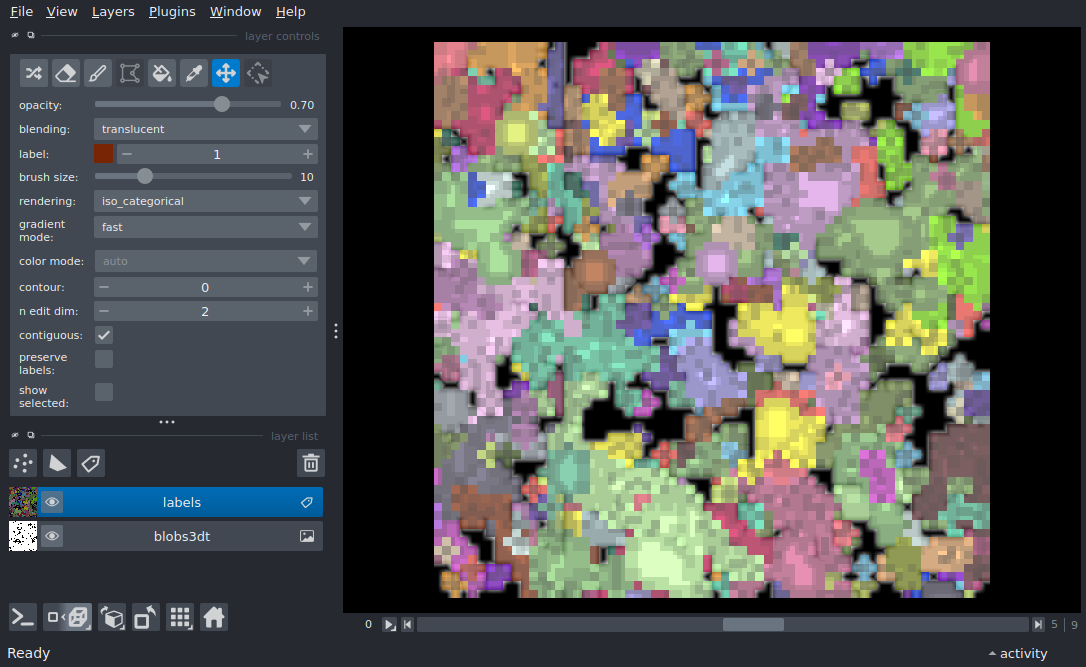 File View Layers Plugins Window Help
layer controls
opacity: 0.70
blending: translucent
label: 1
brush size: 10
rendering: iso_categorical
gradient
mode: fast
color mode: auto
contour: 0
n edit dim: 2
contiguous:
preserve
labels:
show
selected:
layer list
labels
blobs3dt
0 5 | 9
Ready activity